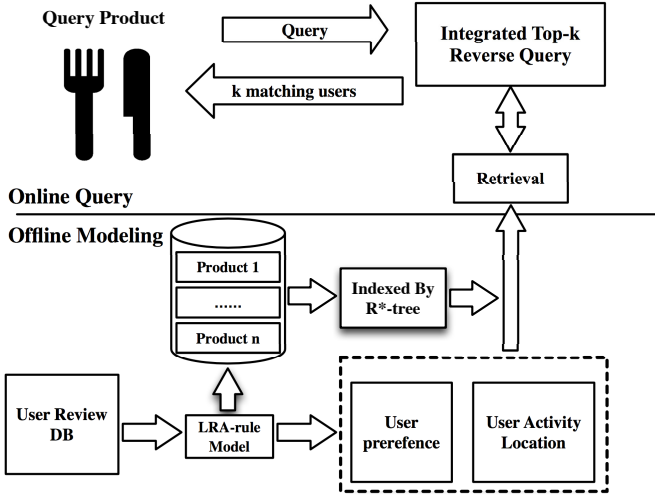 Query Product
Query
k matching users
Integrated Top-k
Reverse Query
Retrieval
Online Query
Offline Modeling
Product 1
......
Product n
Indexed By
R*-tree
User Review
DB
LRA-rule
Model
User
prerefence
User Activity
Location